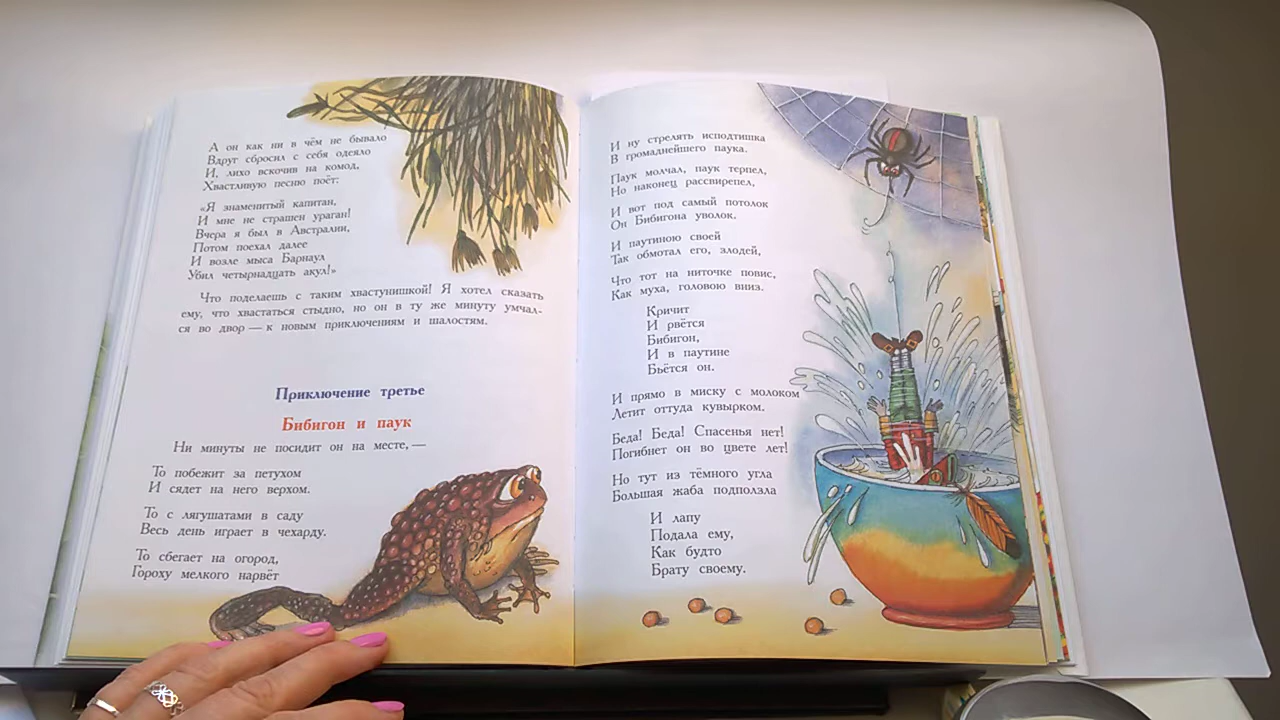 А он как ни в чём не бывало
Вдруг сбросил с себя одеяло
И, лихо вскочив на комод,
Хвастливую песню поёт:
«Я знаменитый капитан,
И мне не страшен ураган!
Вчера я был в Австралии,
Потом поехал далее
И возле мыса Барнаул
Убил четырнадцать акул!»
Что поделаешь с таким хвастунишкой! Я хотел сказать
ему, что хвастаться стыдно, но он в ту же минуту умчал-
ся во двор — к новым приключениям и шалостям.
Приключение третье
Бибигон и паук
Ни минуты не посидит он на месте, —
То побежит за петухом
И сядет на него верхом.
То с лягушатами в саду
Весь день играет в чехарду.
То сбегает на огород,
Гороху мелкого нарвёт
И ну стрелять исподтишка
В громаднейшего паука.
Паук молчал, паук терпел,
Но наконец рассвирепел,
И вот под самый потолок
Он Бибигона уволок.
И паутиною своей
Так обмотал его, злодей,
Что тот на ниточке повис,
Как муха, головою вниз.
Кричит
И рвётся
Бибигон,
И в паутине
Бьётся он.
И прямо в миску с молоком
Летит оттуда кувырком.
Беда! Беда! Спасенья нет!
Погибнет он во цвете лет!
Но тут из тёмного угла
Большая жаба подползла
И лапу
Подала ему,
Как будто
Брату своему.